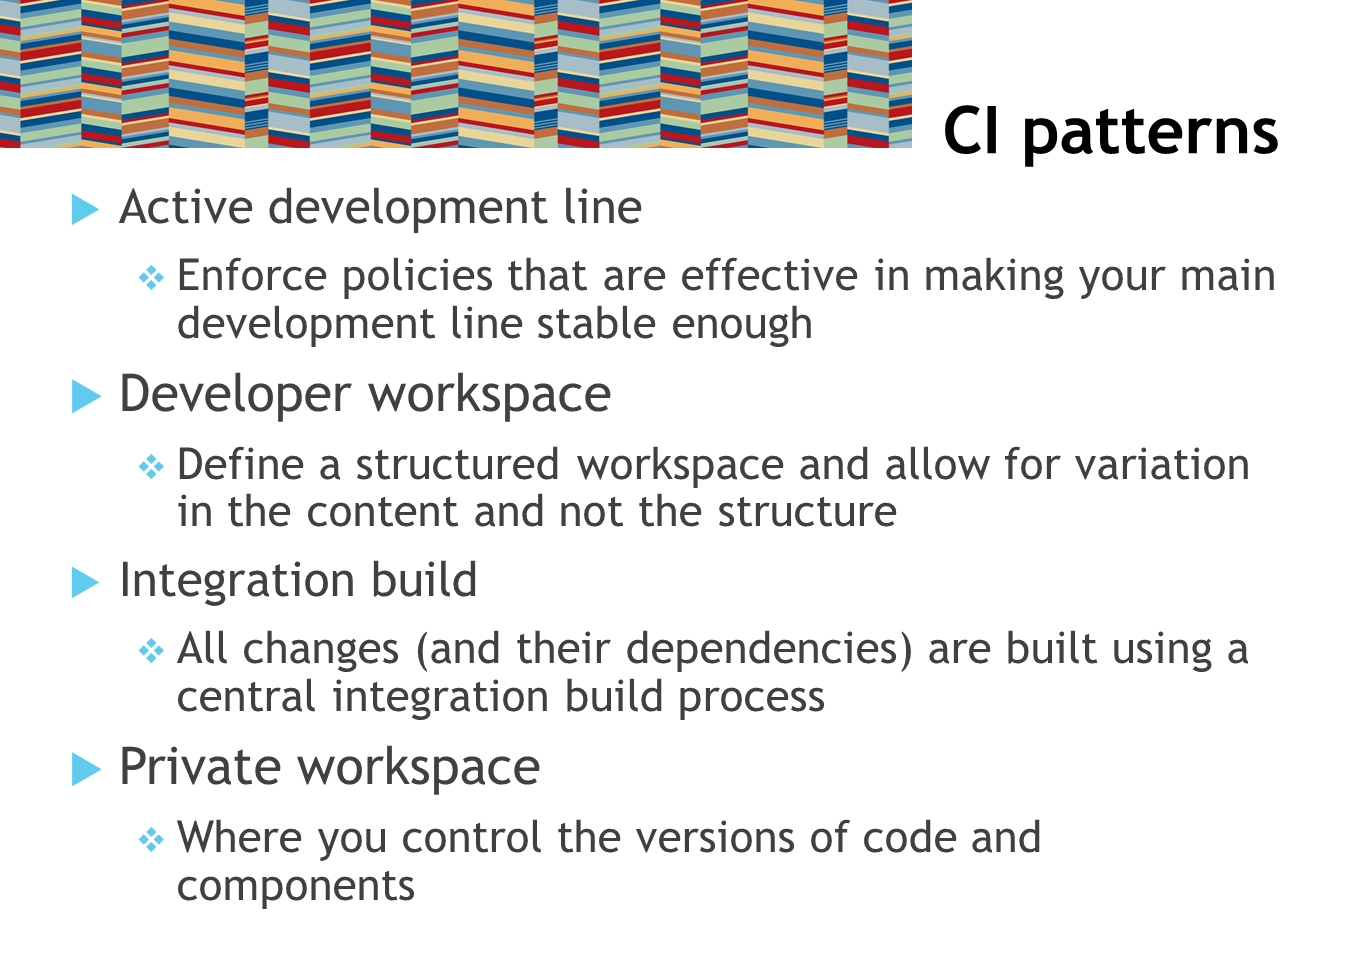 CI patterns
Active development line
Enforce policies that are effective in making your main
development line stable enough
Developer workspace
Define a structured workspace and allow for variation
in the content and not the structure
Integration build
All changes (and their dependencies) are built using a
central integration build process
Private workspace
Where you control the versions of code and
components